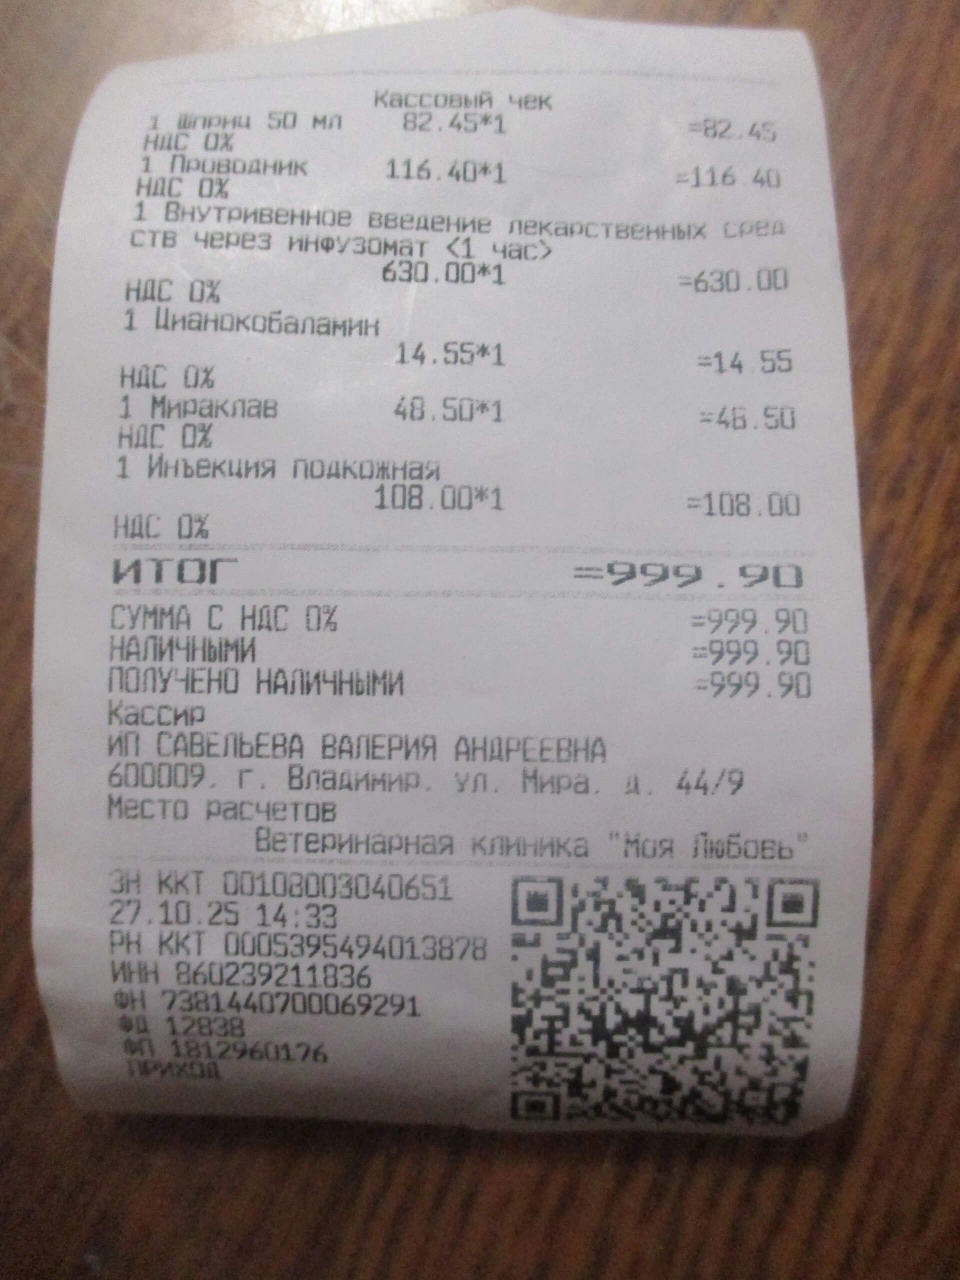 Кассовый чек
1 Шприц 50 мл 82.45*1 =82.45
НДС 0%
1 Проводник 116.40*1 =116.40
НДС 0%
1 Внутривенное введение лекарственных сред
ств через инфузомат <1 час>
630.00*1 =630.00
НДС 0%
1 Цианокобаламин
14.55*1 =14.55
НДС 0%
1 Мираклав 48.50*1 =48.50
НДС 0%
1 Инъекция подкожная
108.00*1 =108.00
НДС 0%
ИТОГ =999.90
СУММА С НДС 0% =999.90
НАЛИЧНЫМИ =999.90
ПОЛУЧЕНО НАЛИЧНЫМИ =999.90
Кассир
ИП САВЕЛЬЕВА ВАЛЕРИЯ АНДРЕЕВНА
600009, г. Владимир, ул. Мира, д. 44/9
Место расчетов
Ветеринарная клиника "Моя Любовь"
ЗН ККТ 00108003040651
27.10.25 14:33
РН ККТ 0005395494013878
ИНН 860239211836
ФН 7381440700069291
ФД 12838
ФП 1812960176
ПРИХОД